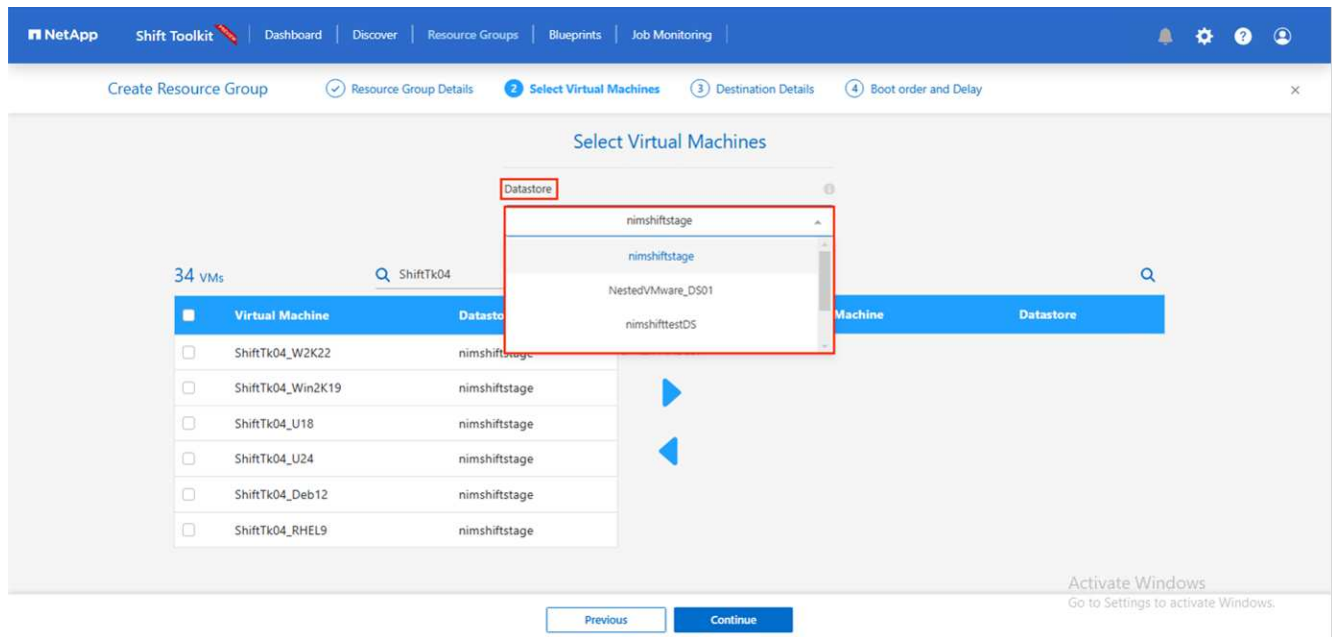 NetApp Shift Toolkit PREVIEW Dashboard Discover Resource Groups Blueprints Job Monitoring ?
Create Resource Group Resource Group Details 2 Select Virtual Machines 3 Destination Details 4 Boot order and Delay ×
Select Virtual Machines
Datastore
nimshiftstage
nimshiftstage
NestedVMware_DS01
nimshifttestDS
34 VMs ShiftTk04
Virtual Machine Datasto Machine Datastore
ShiftTk04_W2K22 nimshiftstage
ShiftTk04_Win2K19 nimshiftstage
ShiftTk04_U18 nimshiftstage
ShiftTk04_U24 nimshiftstage
ShiftTk04_Deb12 nimshiftstage
ShiftTk04_RHEL9 nimshiftstage
Activate Windows
Go to Settings to activate Windows.
Previous Continue